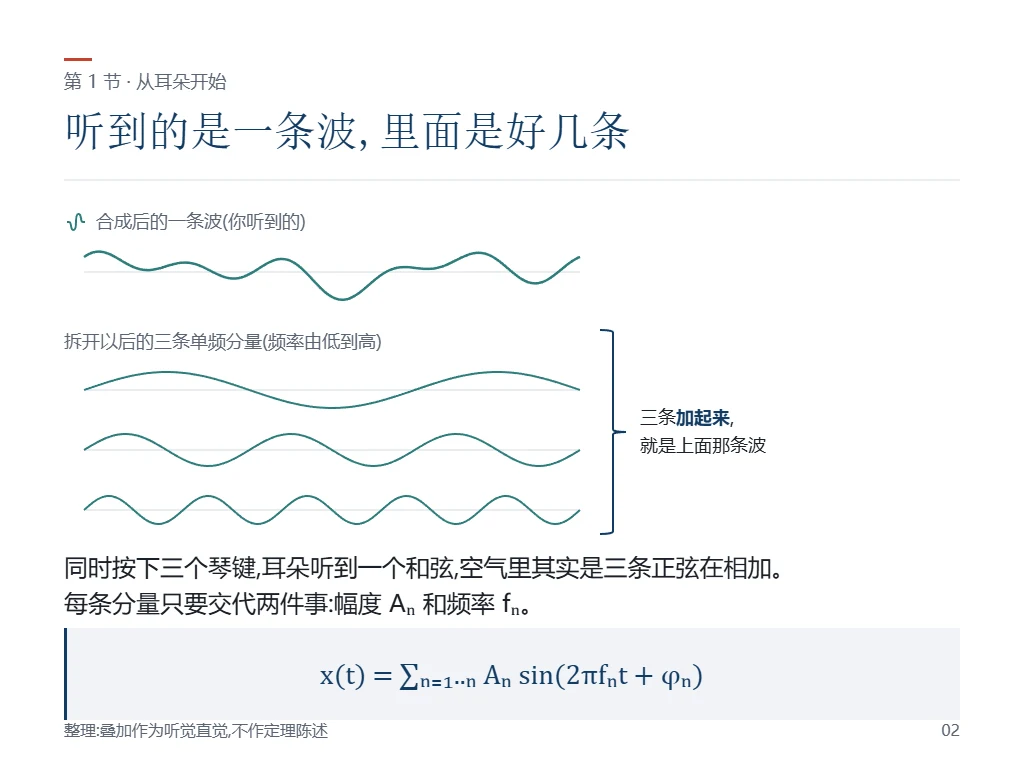 第 1 节 · 从耳朵开始
听到的是一条波, 里面是好几条
合成后的一条波(你听到的)
拆开以后的三条单频分量(频率由低到高)
三条加起来,
就是上面那条波
同时按下三个琴键,耳朵听到一个和弦,空气里其实是三条正弦在相加。
每条分量只要交代两件事:幅度 Aₙ 和频率 fₙ。
x(t) = ∑ₙ₌₁..ₙ Aₙ sin(2πfₙt + φₙ)
整理:叠加作为听觉直觉,不作定理陈述
02